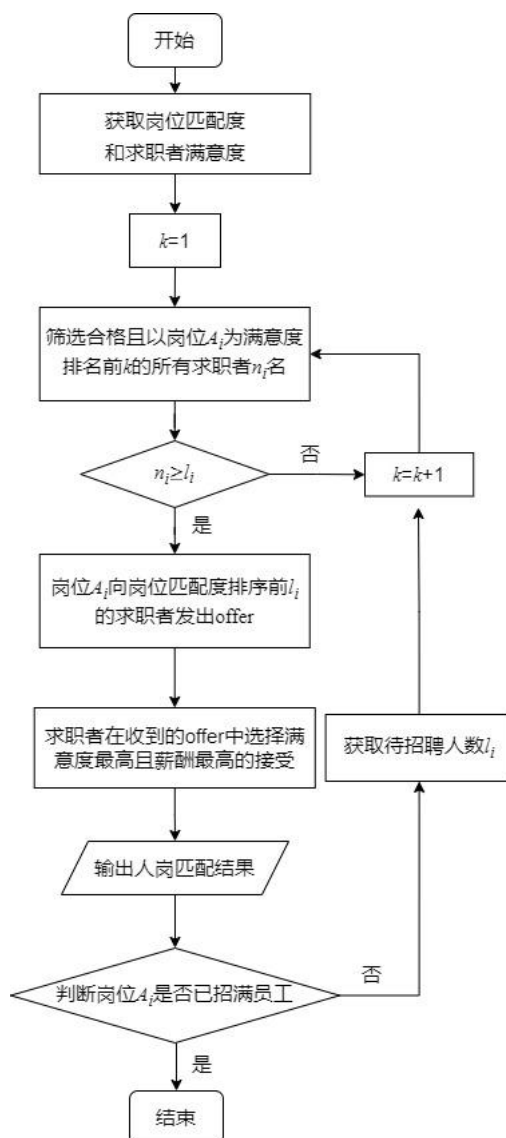 开始
获取岗位匹配度
和求职者满意度
k=1
筛选合格且以岗位Ai为满意度
排名前k的所有求职者ni名
ni≥li
否
k=k+1
是
岗位Ai向岗位匹配度排序前li
的求职者发出offer
求职者在收到的offer中选择满
意度最高且薪酬最高的接受
获取待招聘人数li
输出人岗匹配结果
判断岗位Ai是否已招满员工
否
是
结束